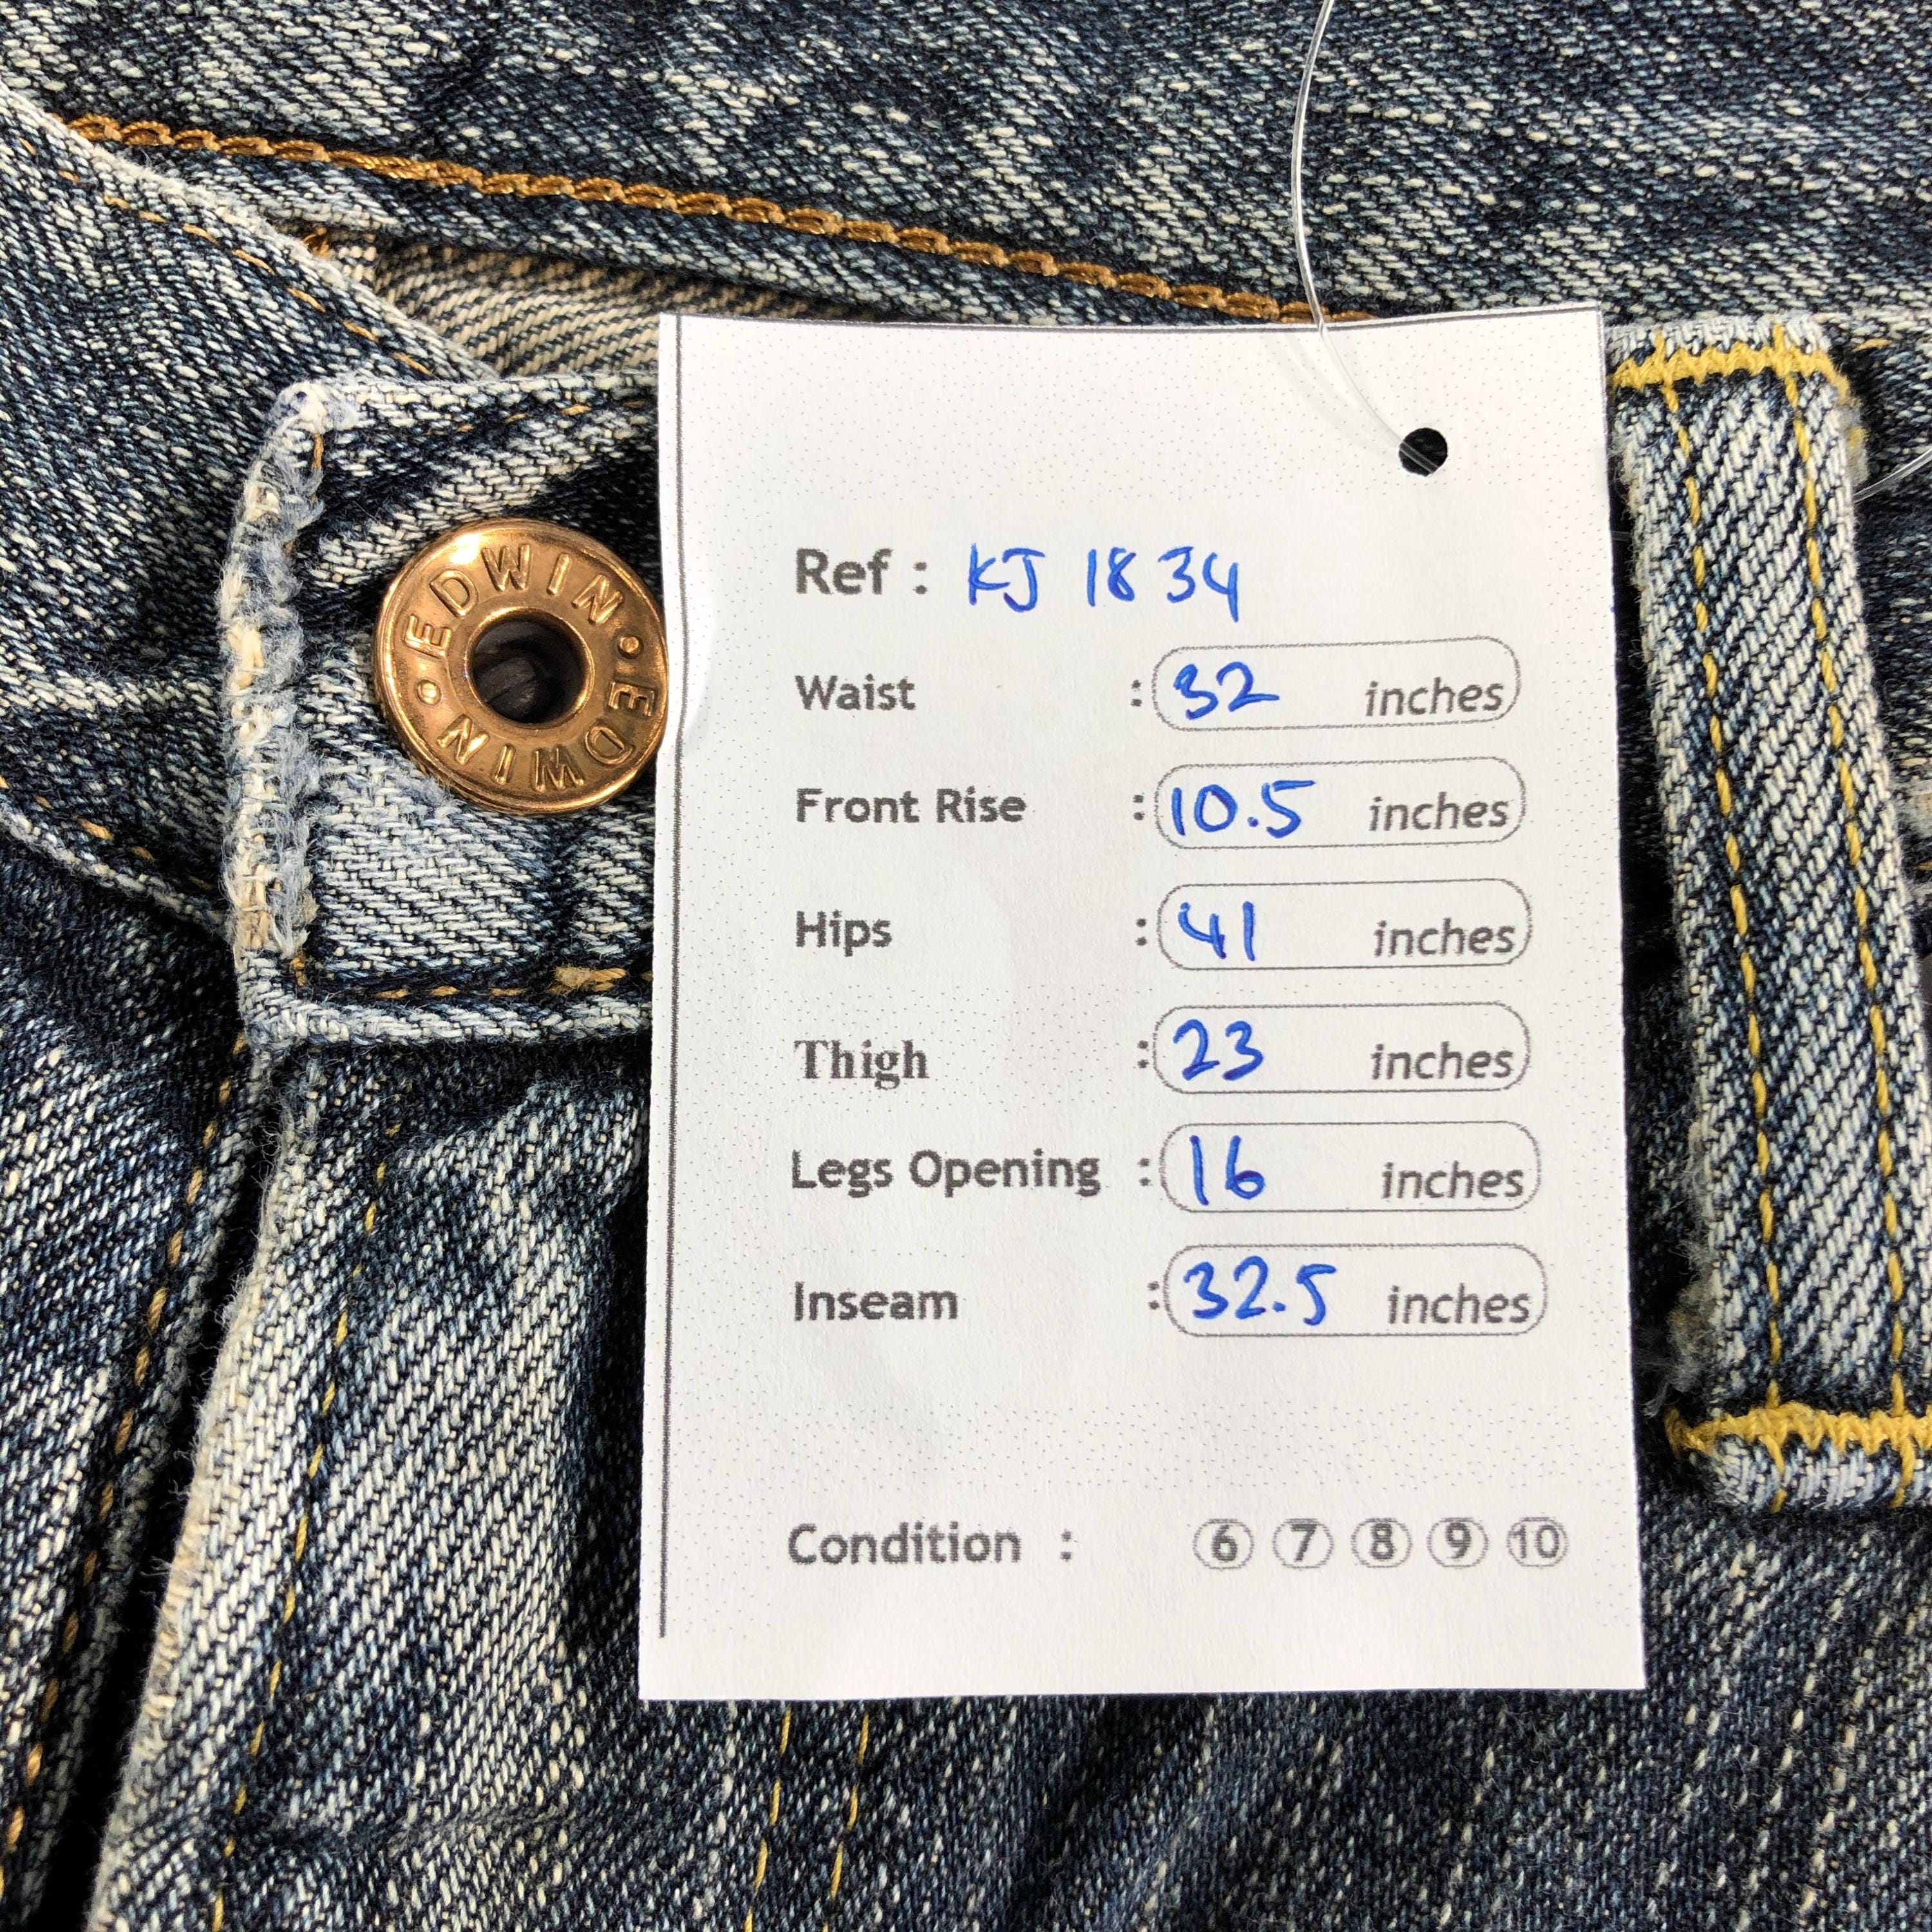 EDWIN • EDWIN •
Ref : KJ 1834
Waist : 32 inches
Front Rise : 10.5 inches
Hips : 41 inches
Thigh : 23 inches
Legs Opening : 16 inches
Inseam : 32.5 inches
Condition : 6 7 8 9 10